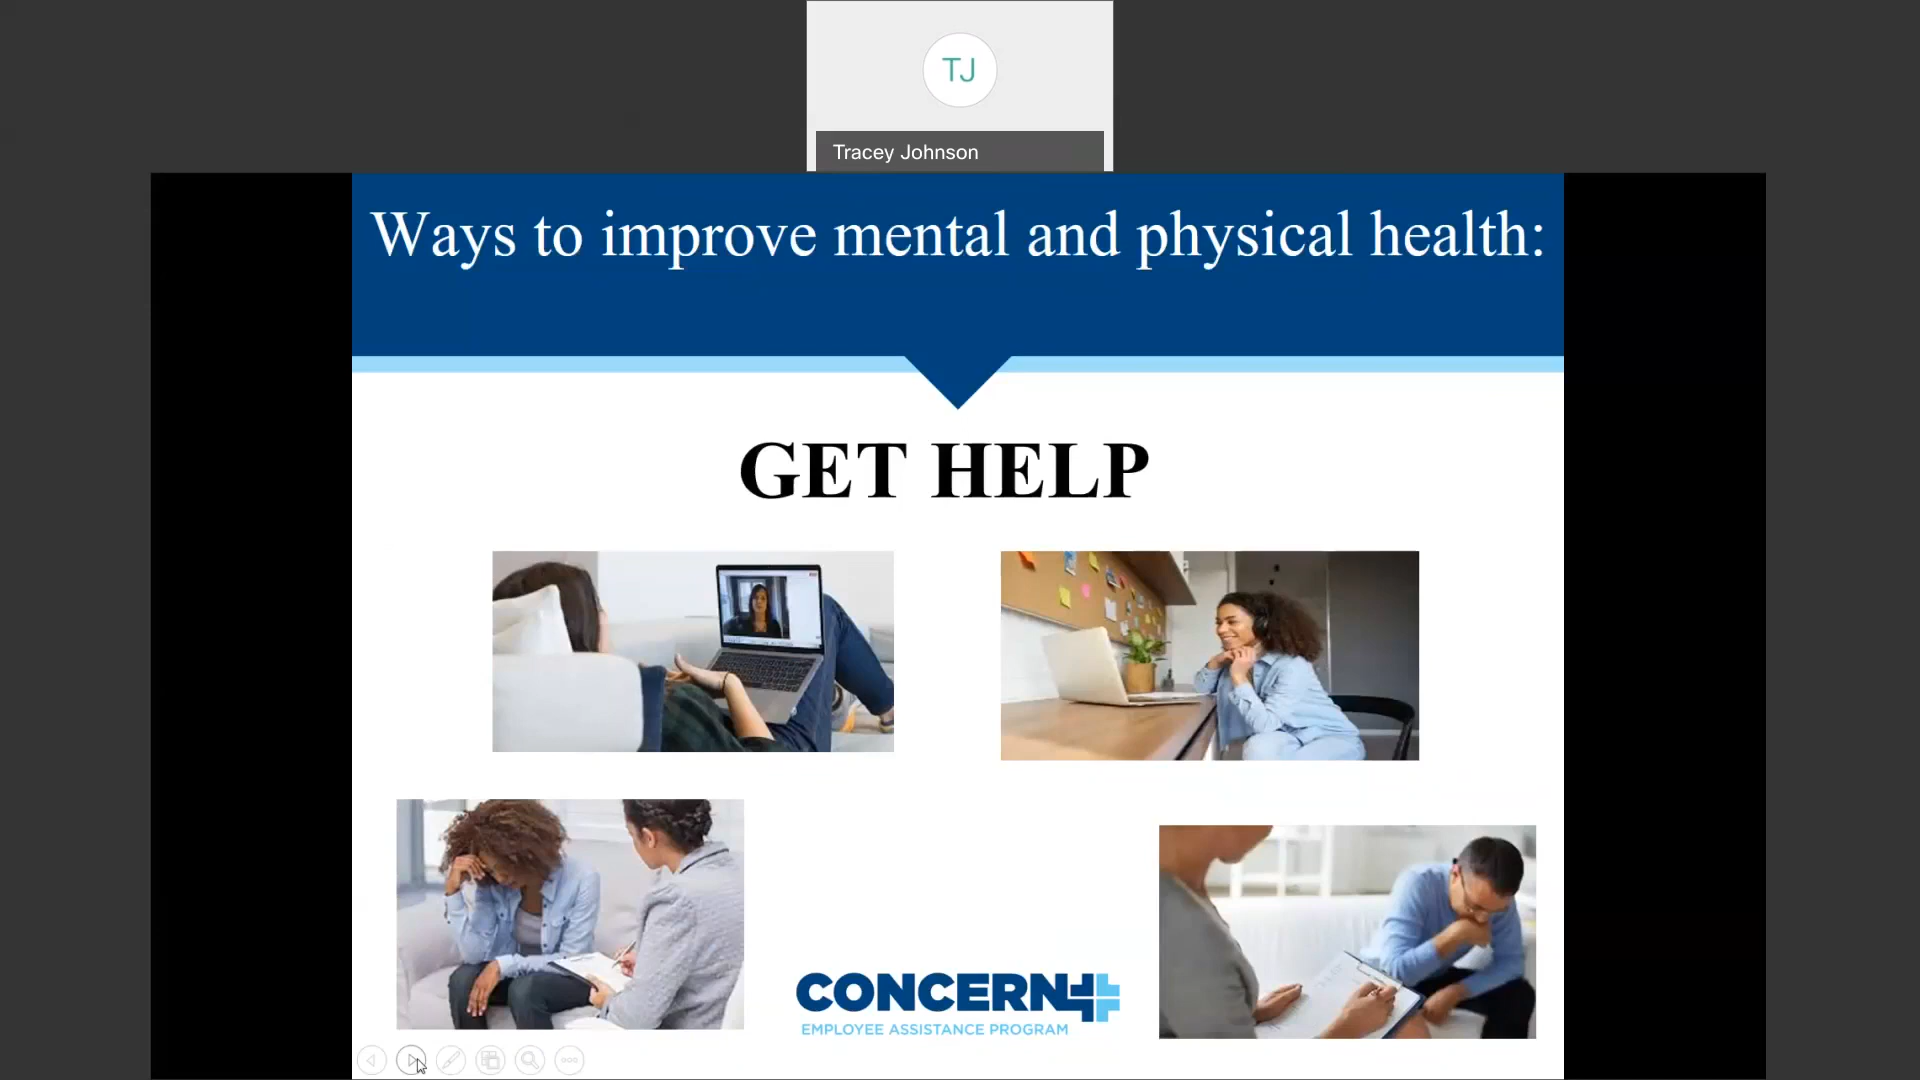 TJ
Tracey Johnson
Ways to improve mental and physical health:
GET HELP
CONCERN
EMPLOYEE ASSISTANCE PROGRAM